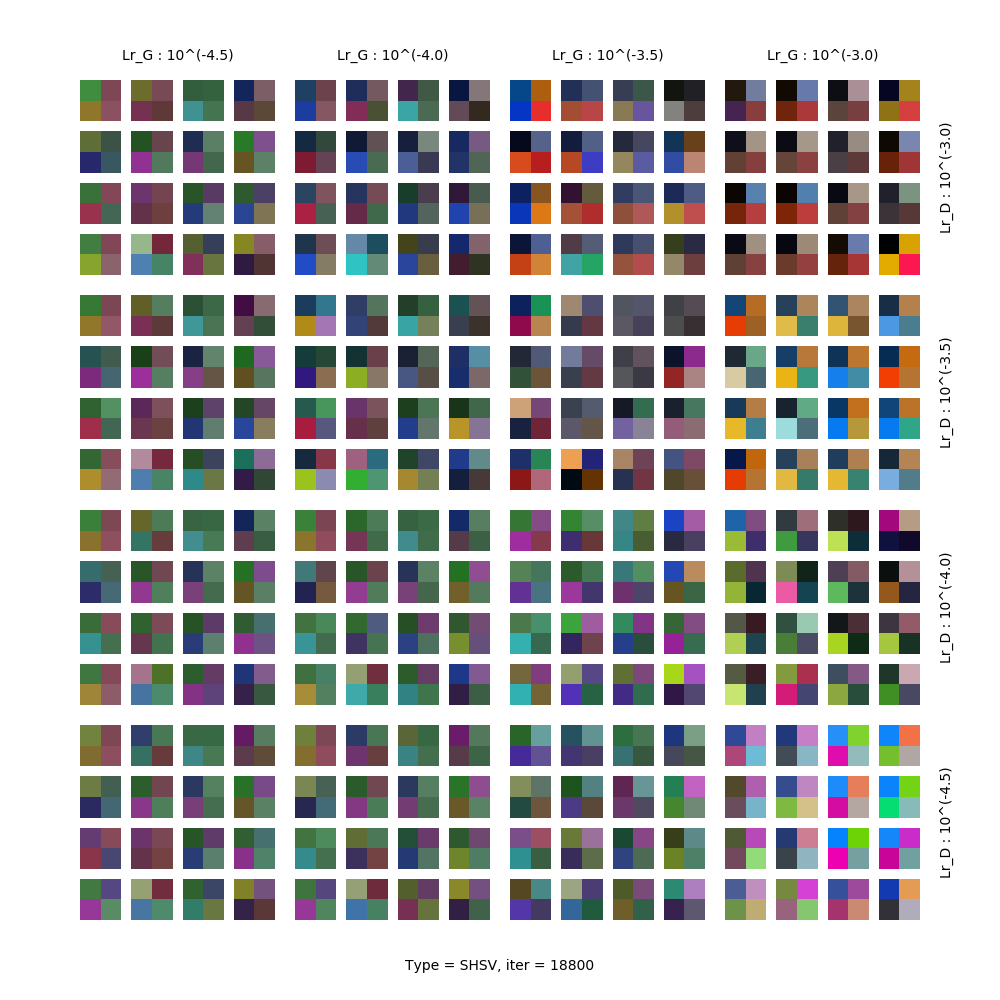 Lr_G : 10^(-4.5)
Lr_G : 10^(-4.0)
Lr_G : 10^(-3.5)
Lr_G : 10^(-3.0)
Lr_D : 10^(-3.0)
Lr_D : 10^(-3.5)
Lr_D : 10^(-4.0)
Lr_D : 10^(-4.5)
Type = SHSV, iter = 18800